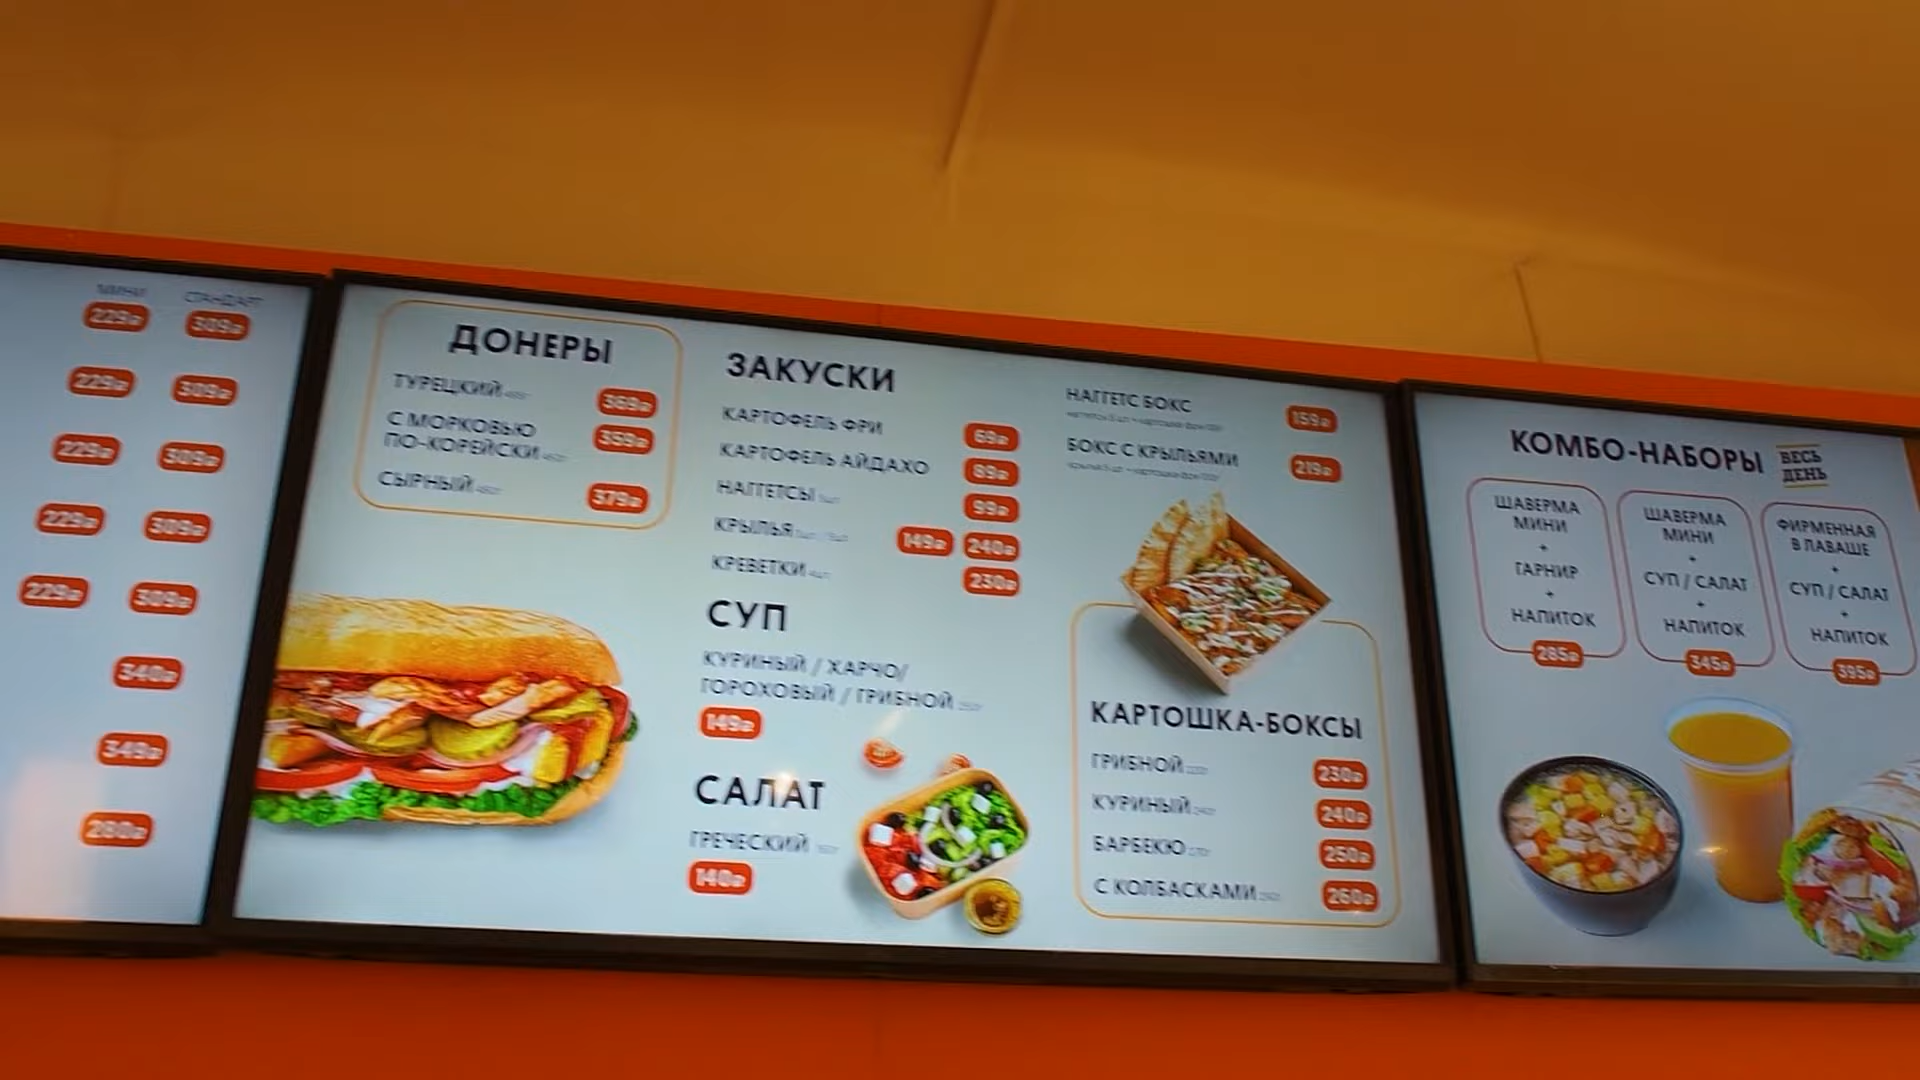 МИНИ СТАНДАРТ
229₽ 309₽
229₽ 309₽
229₽ 309₽
229₽ 309₽
229₽ 309₽
340₽
349₽
280₽
ДОНЕРЫ
ТУРЕЦКИЙ 369₽
С МОРКОВЬЮ
ПО-КОРЕЙСКИ 359₽
СЫРНЫЙ 379₽
ЗАКУСКИ
КАРТОФЕЛЬ ФРИ 69₽
КАРТОФЕЛЬ АЙДАХО 89₽
НАГГЕТСЫ 99₽
КРЫЛЬЯ 149₽ 240₽
КРЕВЕТКИ 230₽
СУП
КУРИНЫЙ / ХАРЧО/
ГОРОХОВЫЙ / ГРИБНОЙ
149₽
САЛАТ
ГРЕЧЕСКИЙ
140₽
НАГГЕТС БОКС 159₽
БОКС С КРЫЛЬЯМИ 219₽
КАРТОШКА-БОКСЫ
ГРИБНОЙ 230₽
КУРИНЫЙ 240₽
БАРБЕКЮ 250₽
С КОЛБАСКАМИ 260₽
КОМБО-НАБОРЫ
ВЕСЬ
ДЕНЬ
ШАВЕРМА
МИНИ
+
ГАРНИР
+
НАПИТОК
285₽
ШАВЕРМА
МИНИ
+
СУП / САЛАТ
+
НАПИТОК
345₽
ФИРМЕННАЯ
В ЛАВАШЕ
+
СУП / САЛАТ
+
НАПИТОК
395₽